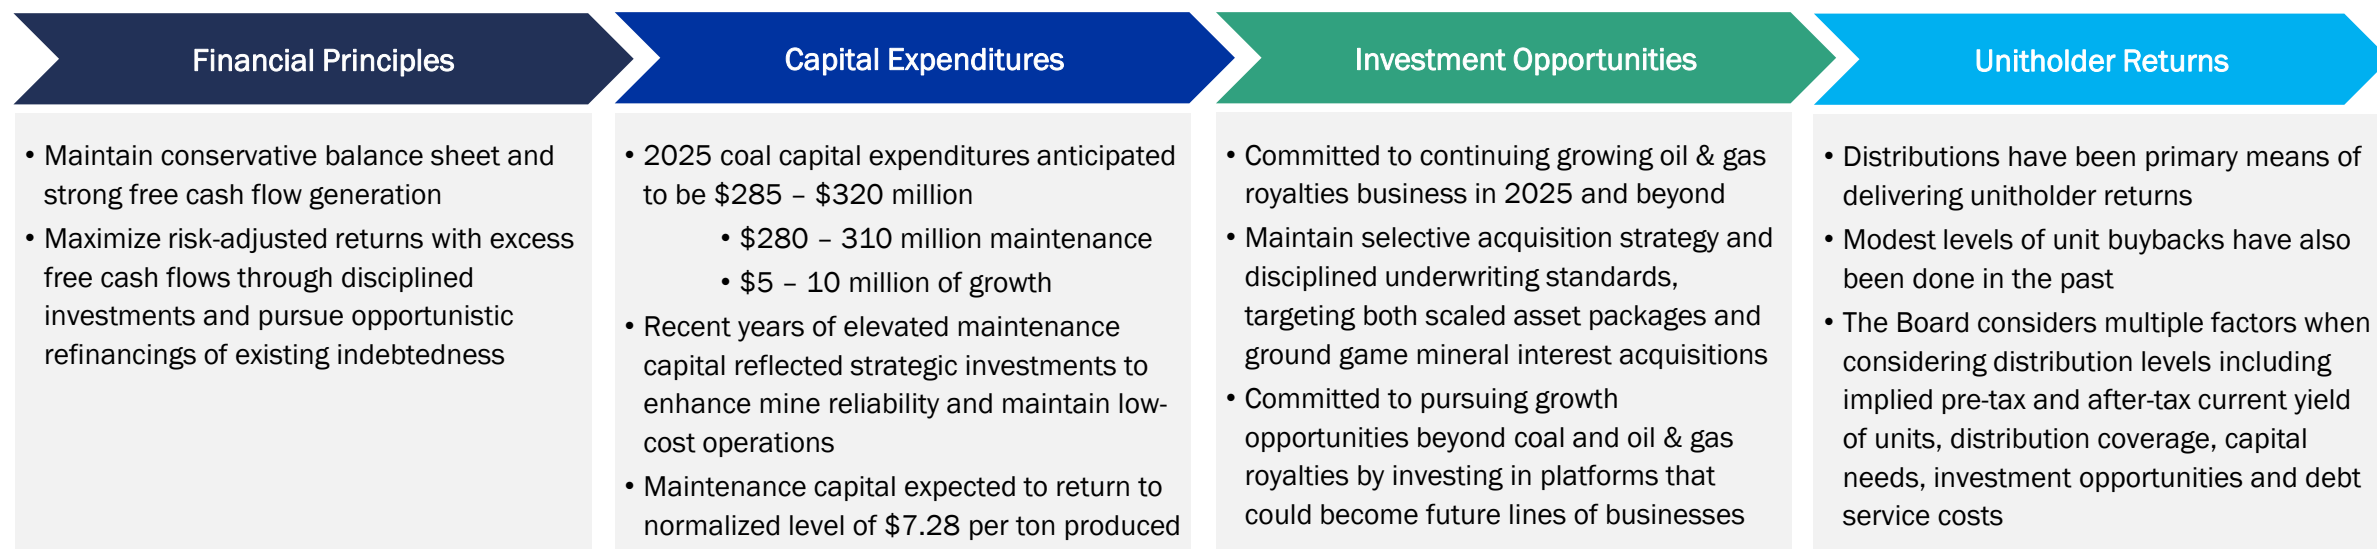 Financial Principles
• Maintain conservative balance sheet and
strong free cash flow generation
• Maximize risk-adjusted returns with excess
free cash flows through disciplined
investments and pursue opportunistic
refinancings of existing indebtedness
Capital Expenditures
• 2025 coal capital expenditures anticipated
to be $285 – $320 million
• $280 – 310 million maintenance
• $5 – 10 million of growth
• Recent years of elevated maintenance
capital reflected strategic investments to
enhance mine reliability and maintain low-
cost operations
• Maintenance capital expected to return to
normalized level of $7.28 per ton produced
Investment Opportunities
• Committed to continuing growing oil & gas
royalties business in 2025 and beyond
• Maintain selective acquisition strategy and
disciplined underwriting standards,
targeting both scaled asset packages and
ground game mineral interest acquisitions
• Committed to pursuing growth
opportunities beyond coal and oil & gas
royalties by investing in platforms that
could become future lines of businesses
Unitholder Returns
• Distributions have been primary means of
delivering unitholder returns
• Modest levels of unit buybacks have also
been done in the past
• The Board considers multiple factors when
considering distribution levels including
implied pre-tax and after-tax current yield
of units, distribution coverage, capital
needs, investment opportunities and debt
service costs